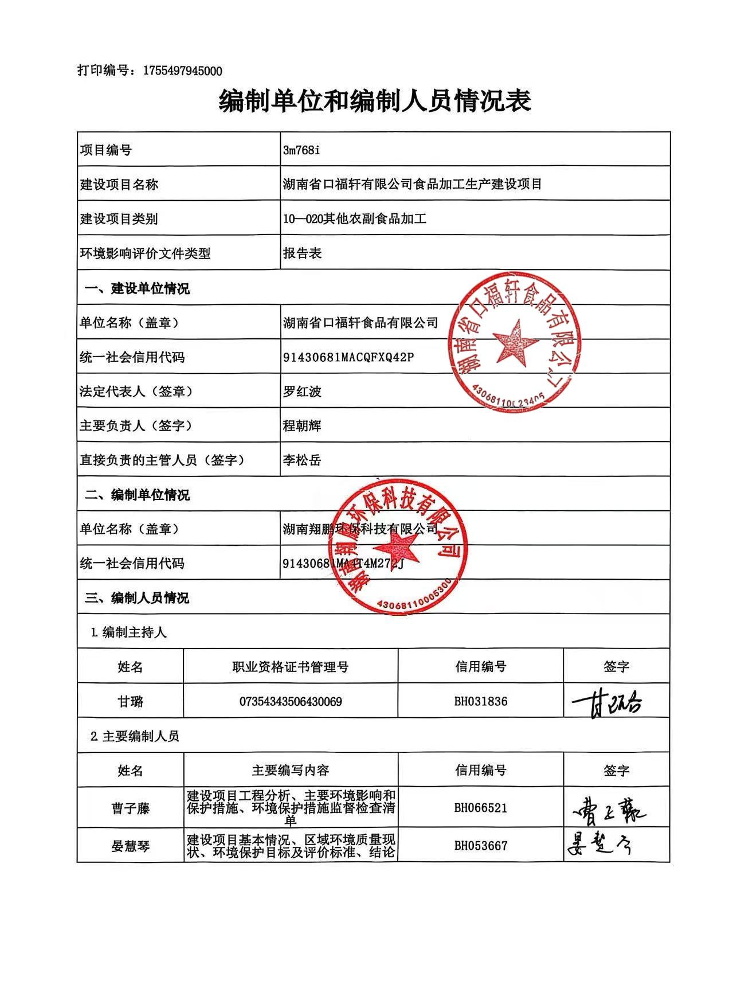 打印编号：1755497945000
编制单位和编制人员情况表
项目编号 3m768i
建设项目名称 湖南省口福轩有限公司食品加工生产建设项目
建设项目类别 10—020其他农副食品加工
环境影响评价文件类型 报告表
一、建设单位情况
单位名称（盖章） 湖南省口福轩食品有限公司
统一社会信用代码 91430681MACQFXQ42P
法定代表人（签章） 罗红波
主要负责人（签字） 程朝辉
直接负责的主管人员（签字） 李松岳
湖南省口福轩食品有限公司
二、编制单位情况
单位名称（盖章） 湖南翔鹏环保科技有限公司
统一社会信用代码 91430681MA4T4M272J
湖南翔鹏环保科技有限公司
43068110005300
三、编制人员情况
1. 编制主持人
姓名 职业资格证书管理号 信用编号 签字
甘璐 07354343506430069 BH031836 甘璐
2. 主要编制人员
姓名 主要编写内容 信用编号 签字
曹子藤 建设项目工程分析、主要环境影响和
保护措施、环境保护措施监督检查清
单 BH066521 曹子藤
晏慧琴 建设项目基本情况、区域环境质量现
状、环境保护目标及评价标准、结论 BH053667 晏慧琴